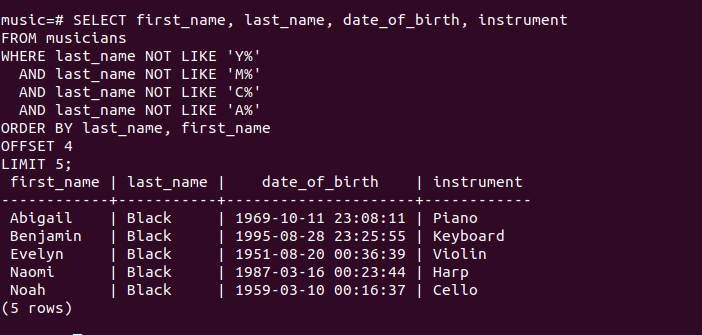 music=# SELECT first_name, last_name, date_of_birth, instrument
FROM musicians
WHERE last_name NOT LIKE 'Y%'
  AND last_name NOT LIKE 'M%'
  AND last_name NOT LIKE 'C%'
  AND last_name NOT LIKE 'A%'
ORDER BY last_name, first_name
OFFSET 4
LIMIT 5;
 first_name | last_name |    date_of_birth    | instrument
------------+-----------+---------------------+------------
 Abigail    | Black     | 1969-10-11 23:08:11 | Piano
 Benjamin   | Black     | 1995-08-28 23:25:55 | Keyboard
 Evelyn     | Black     | 1951-08-20 00:36:39 | Violin
 Naomi      | Black     | 1987-03-16 00:23:44 | Harp
 Noah       | Black     | 1959-03-10 00:16:37 | Cello
(5 rows)